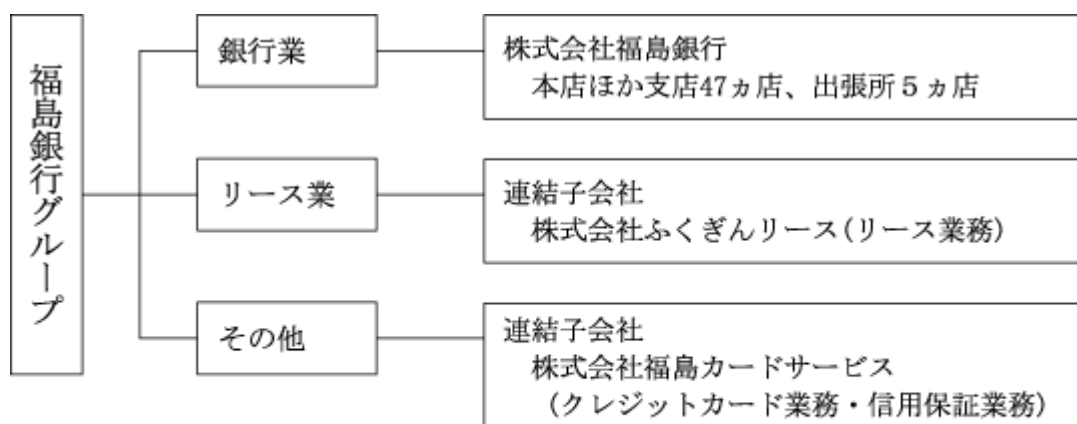 福島銀行グループ
銀行業
株式会社福島銀行
本店ほか支店47ヵ店、出張所5ヵ店
リース業
連結子会社
株式会社ふくぎんリース(リース業務)
その他
連結子会社
株式会社福島カードサービス
(クレジットカード業務・信用保証業務)